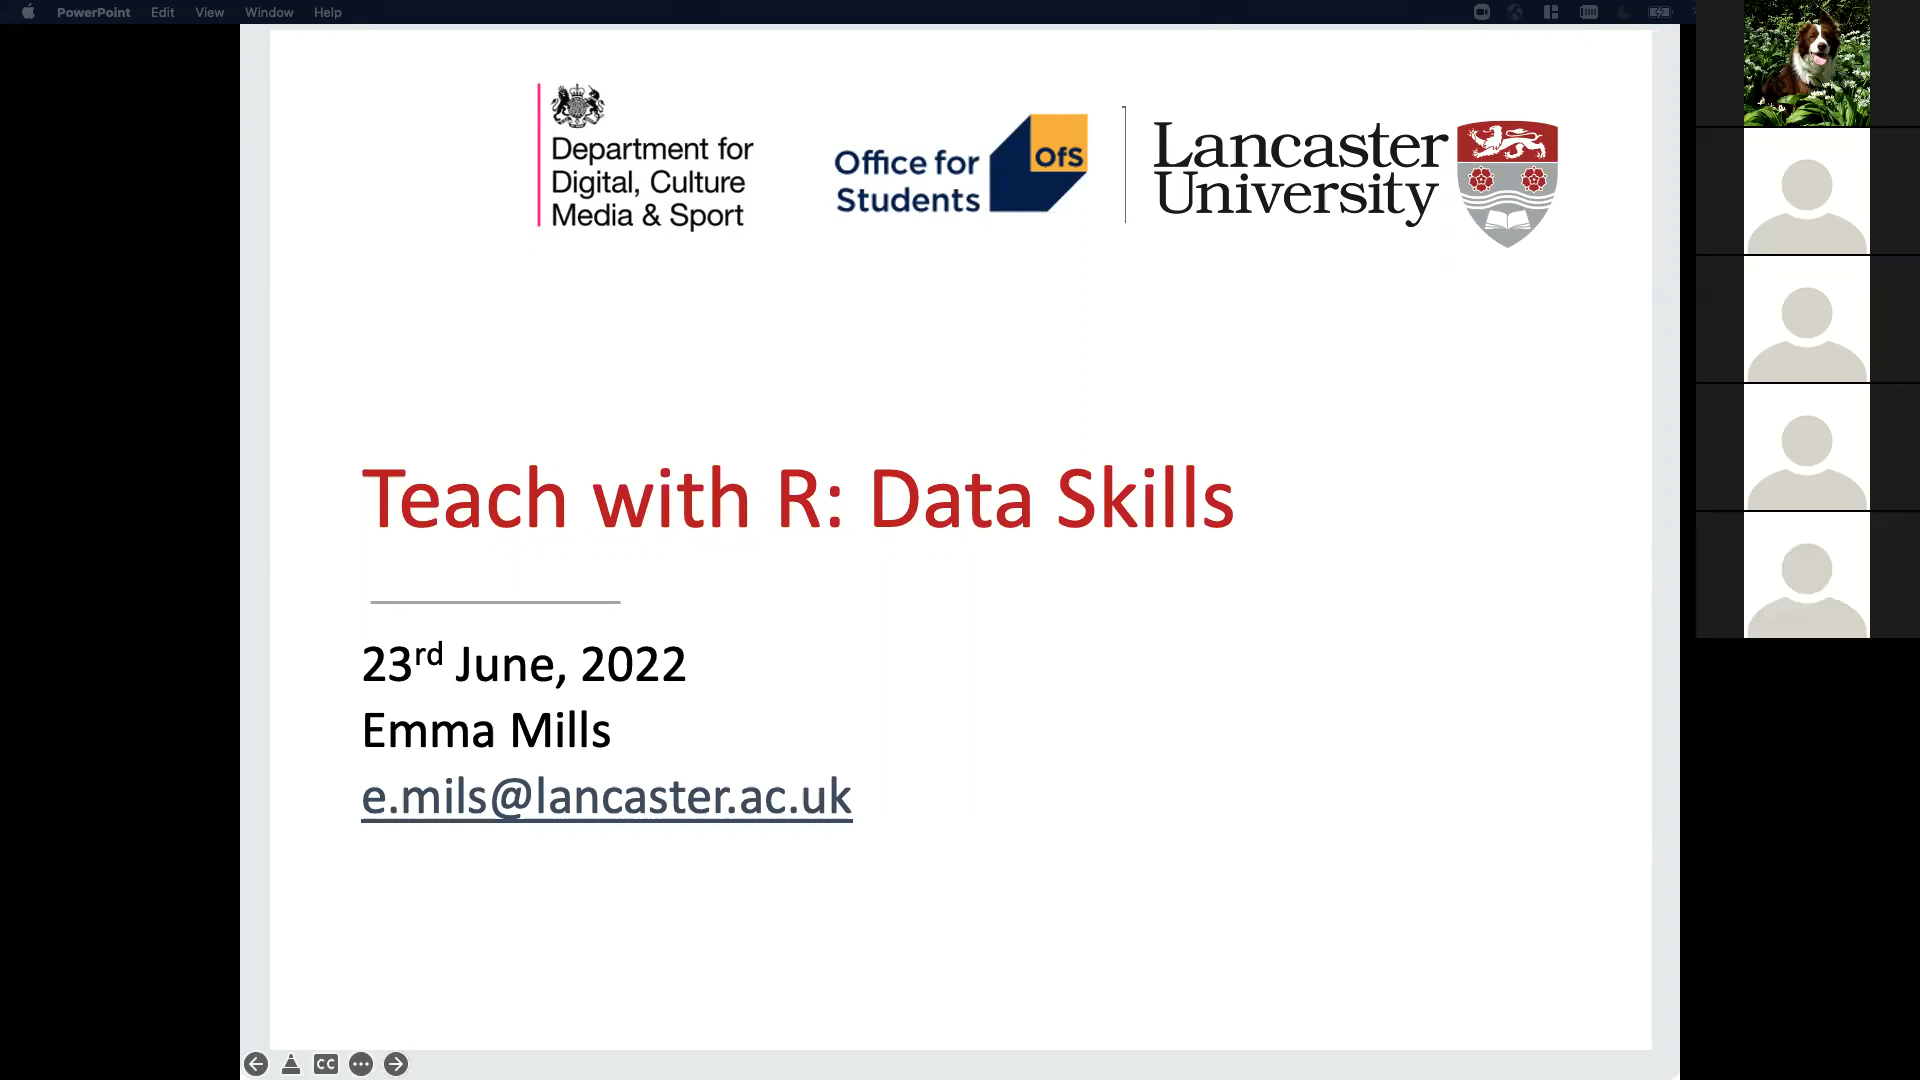 PowerPoint Edit View Window Help
Department for
Digital, Culture
Media & Sport
Office for
Students
OfS
Lancaster
University
Teach with R: Data Skills
23rd June, 2022
Emma Mills
e.mils@lancaster.ac.uk
CC